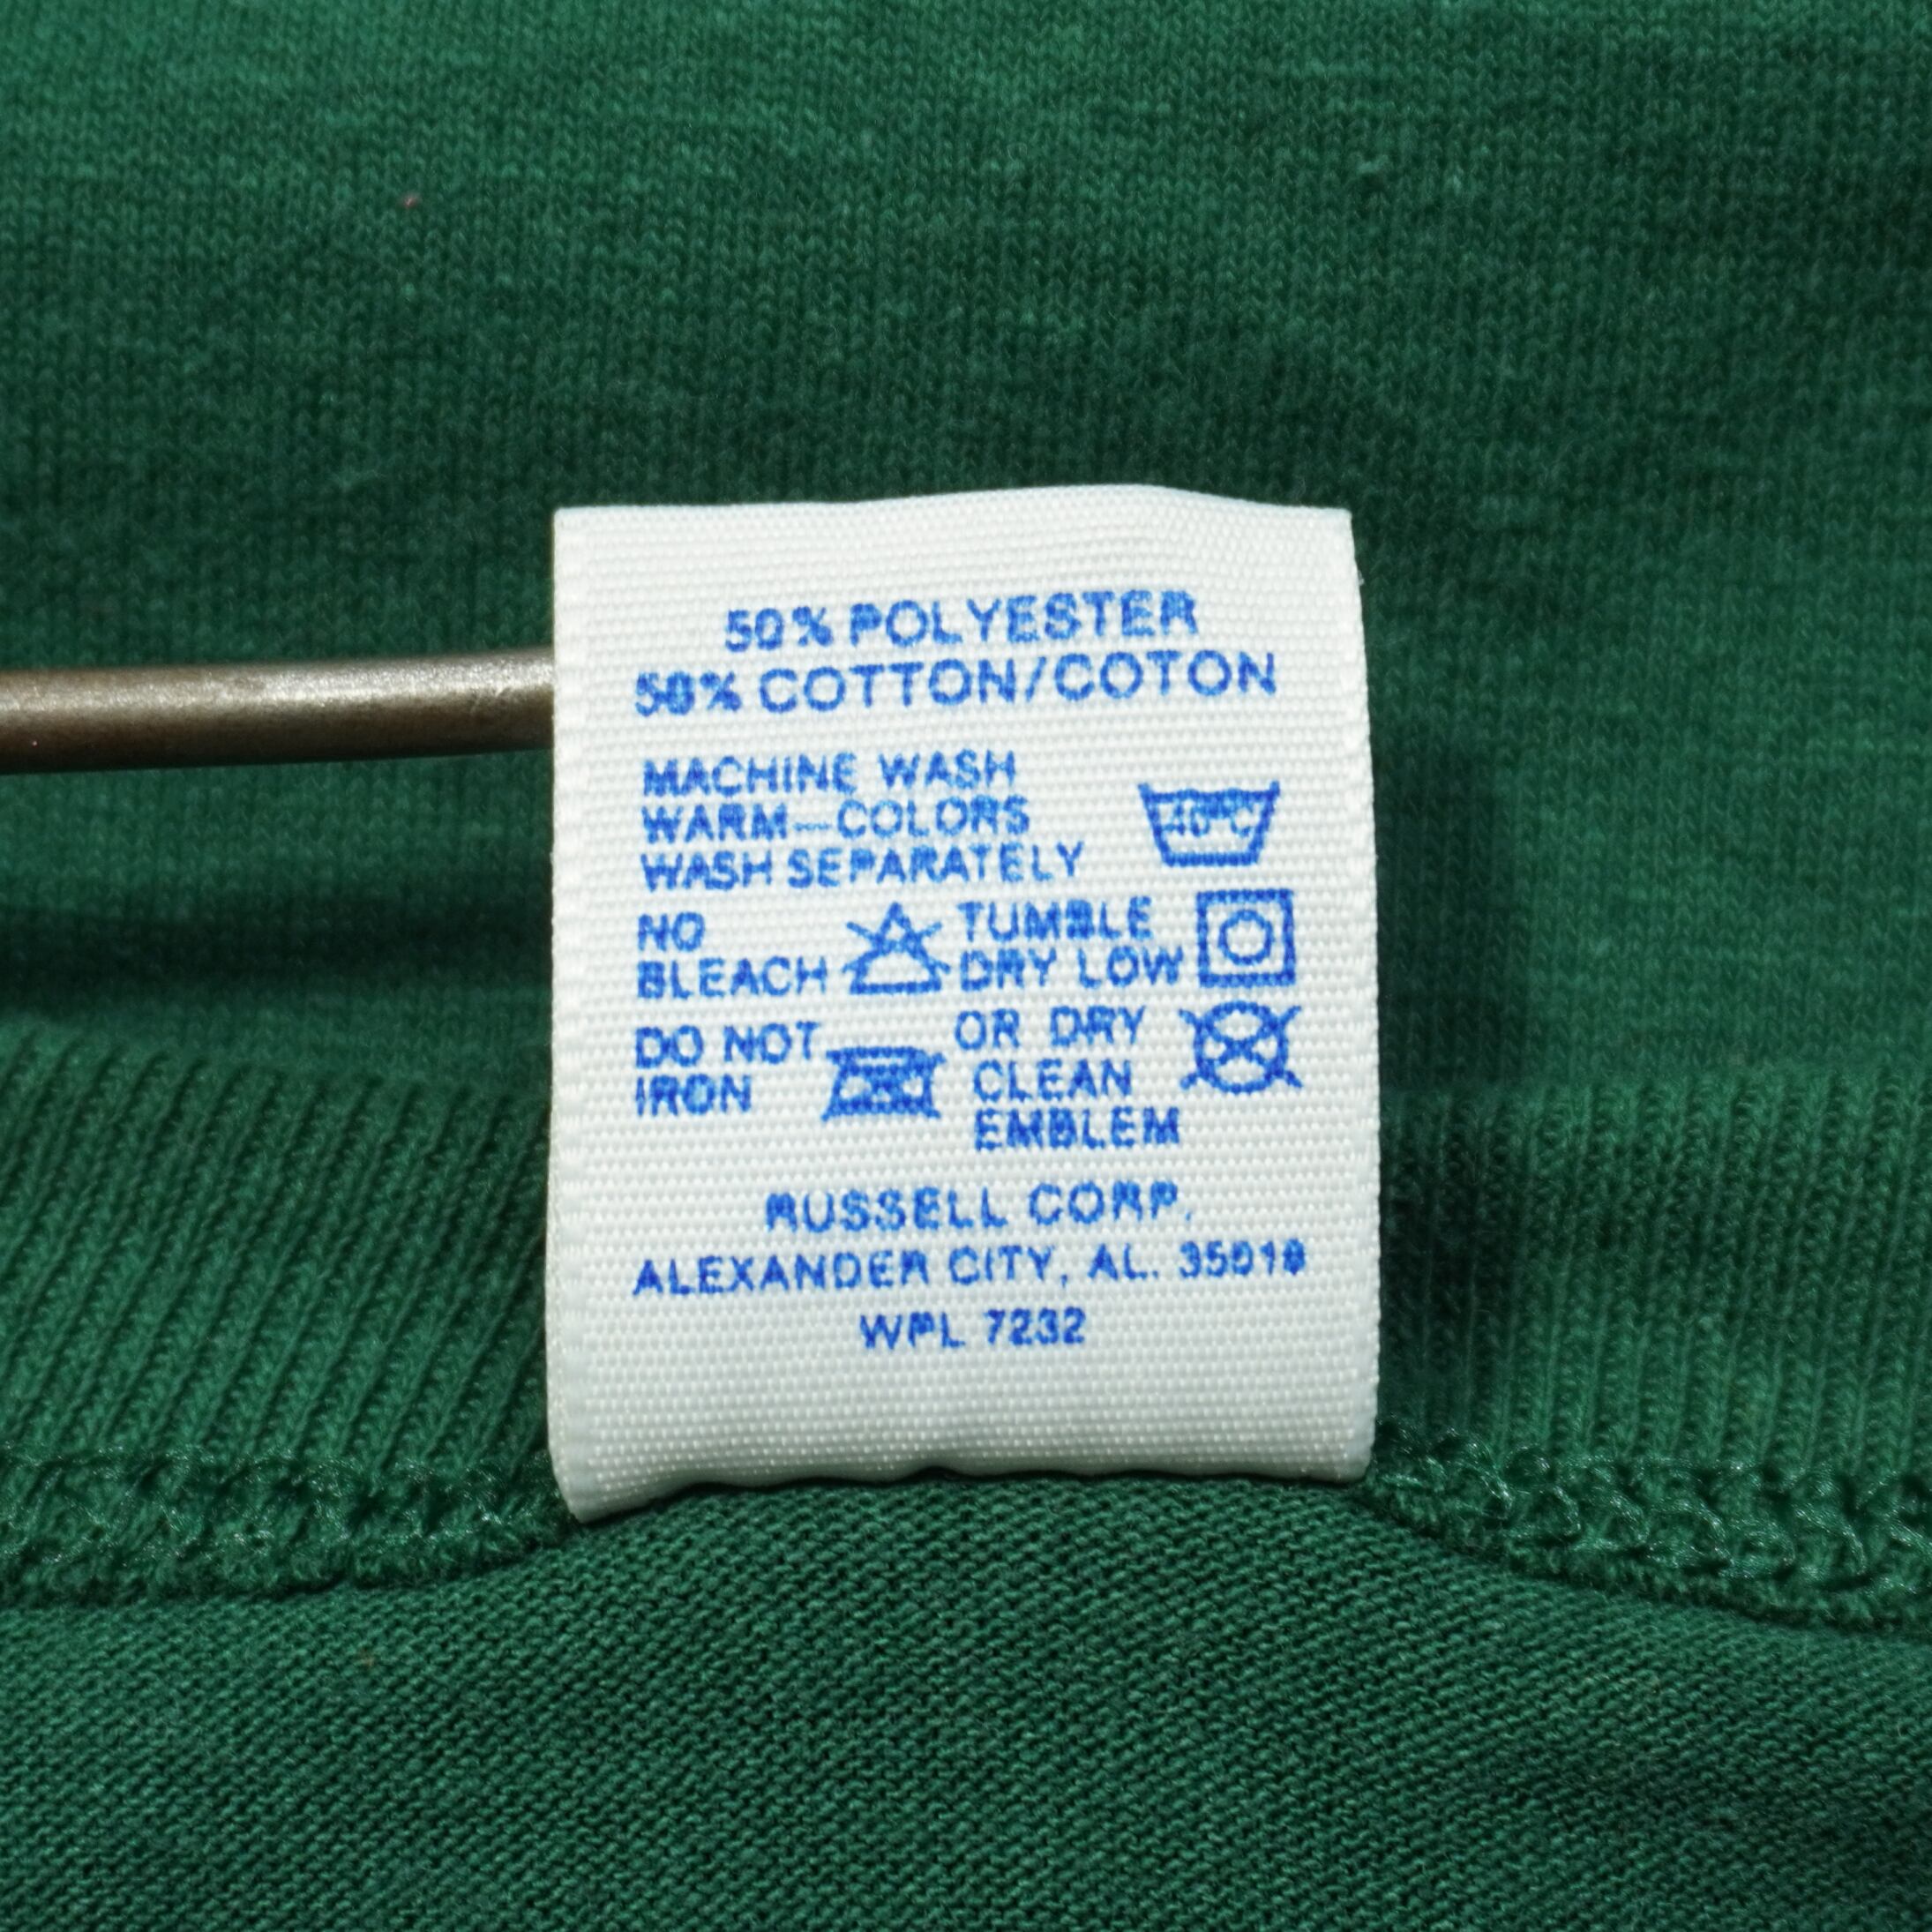 50% POLYESTER
50% COTTON/COTON
MACHINE WASH
WARM—COLORS
WASH SEPARATELY
40°C
NO
BLEACH
TUMBLE
DRY LOW
DO NOT
IRON
OR DRY
CLEAN
EMBLEM
RUSSELL CORP.
ALEXANDER CITY, AL. 35010
WPL 7232